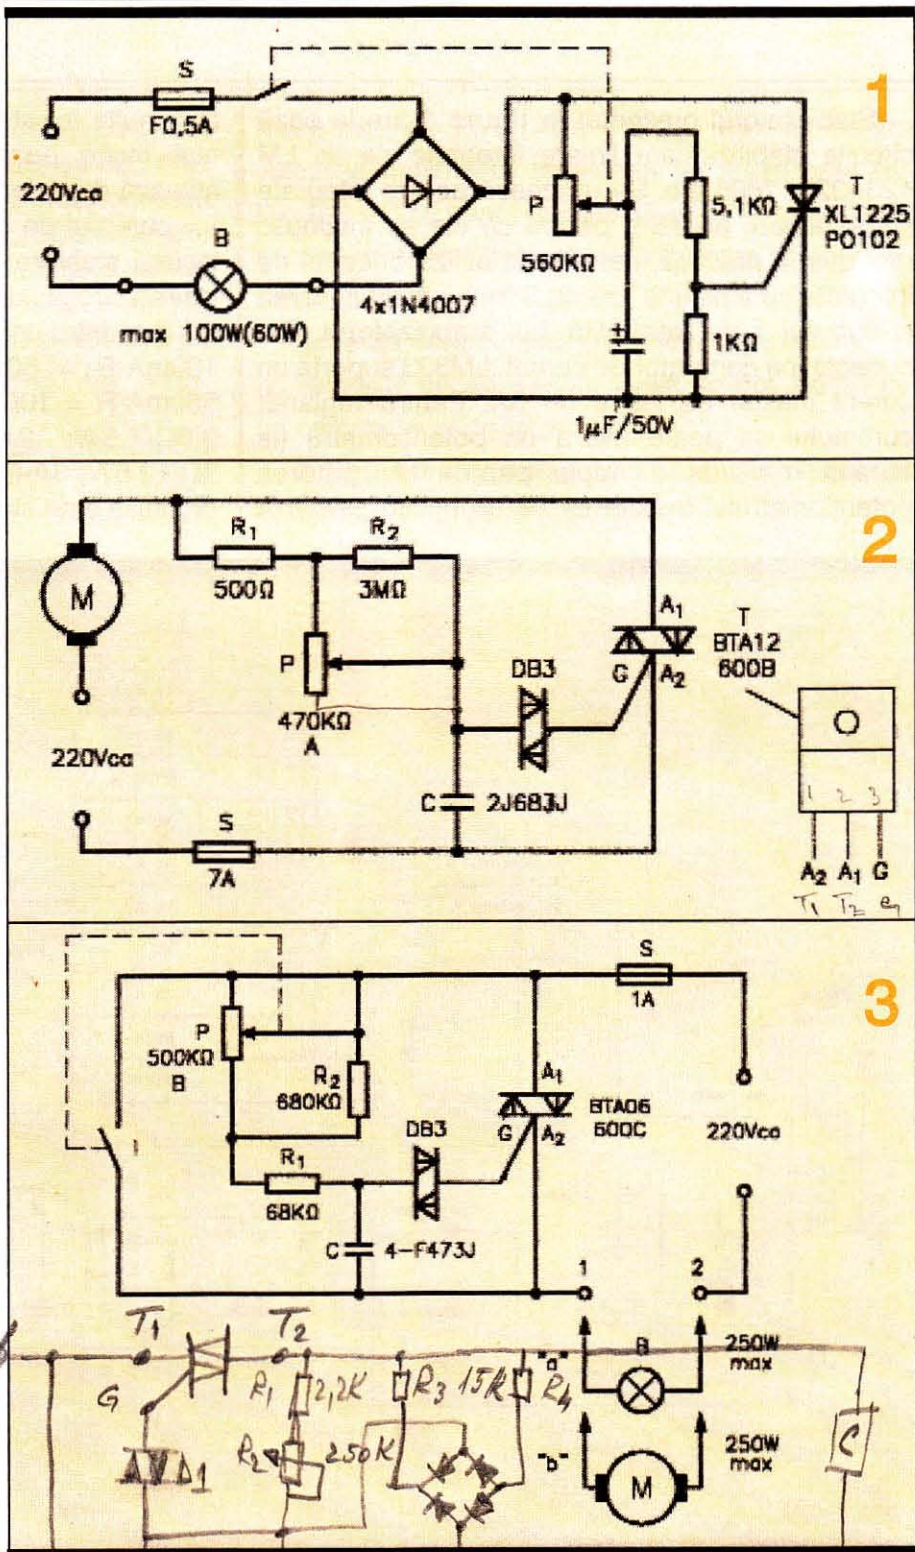 1
S
F0,5A
220Vca
B
max 100W(60W)
4x1N4007
P
560KΩ
5,1KΩ
T
XL1225
PO102
1KΩ
+
1µF/50V
2
M
R1
500Ω
R2
3MΩ
P
470KΩ
A
220Vca
DB3
A1
G
A2
T
BTA12
600B
C
2J683J
S
7A
1 2 3
A2 A1 G
T1 T2
3
S
1A
P
500KΩ
B
R2
680KΩ
A1
G
A2
BTA06
600C
220Vca
DB3
R1
68KΩ
C
4-F473J
1
2
T1
T2
G
R1
2,2K
R3
15K
R4
"a"
B
250W
max
1
R2
250K
"b"
M
250W
max
C